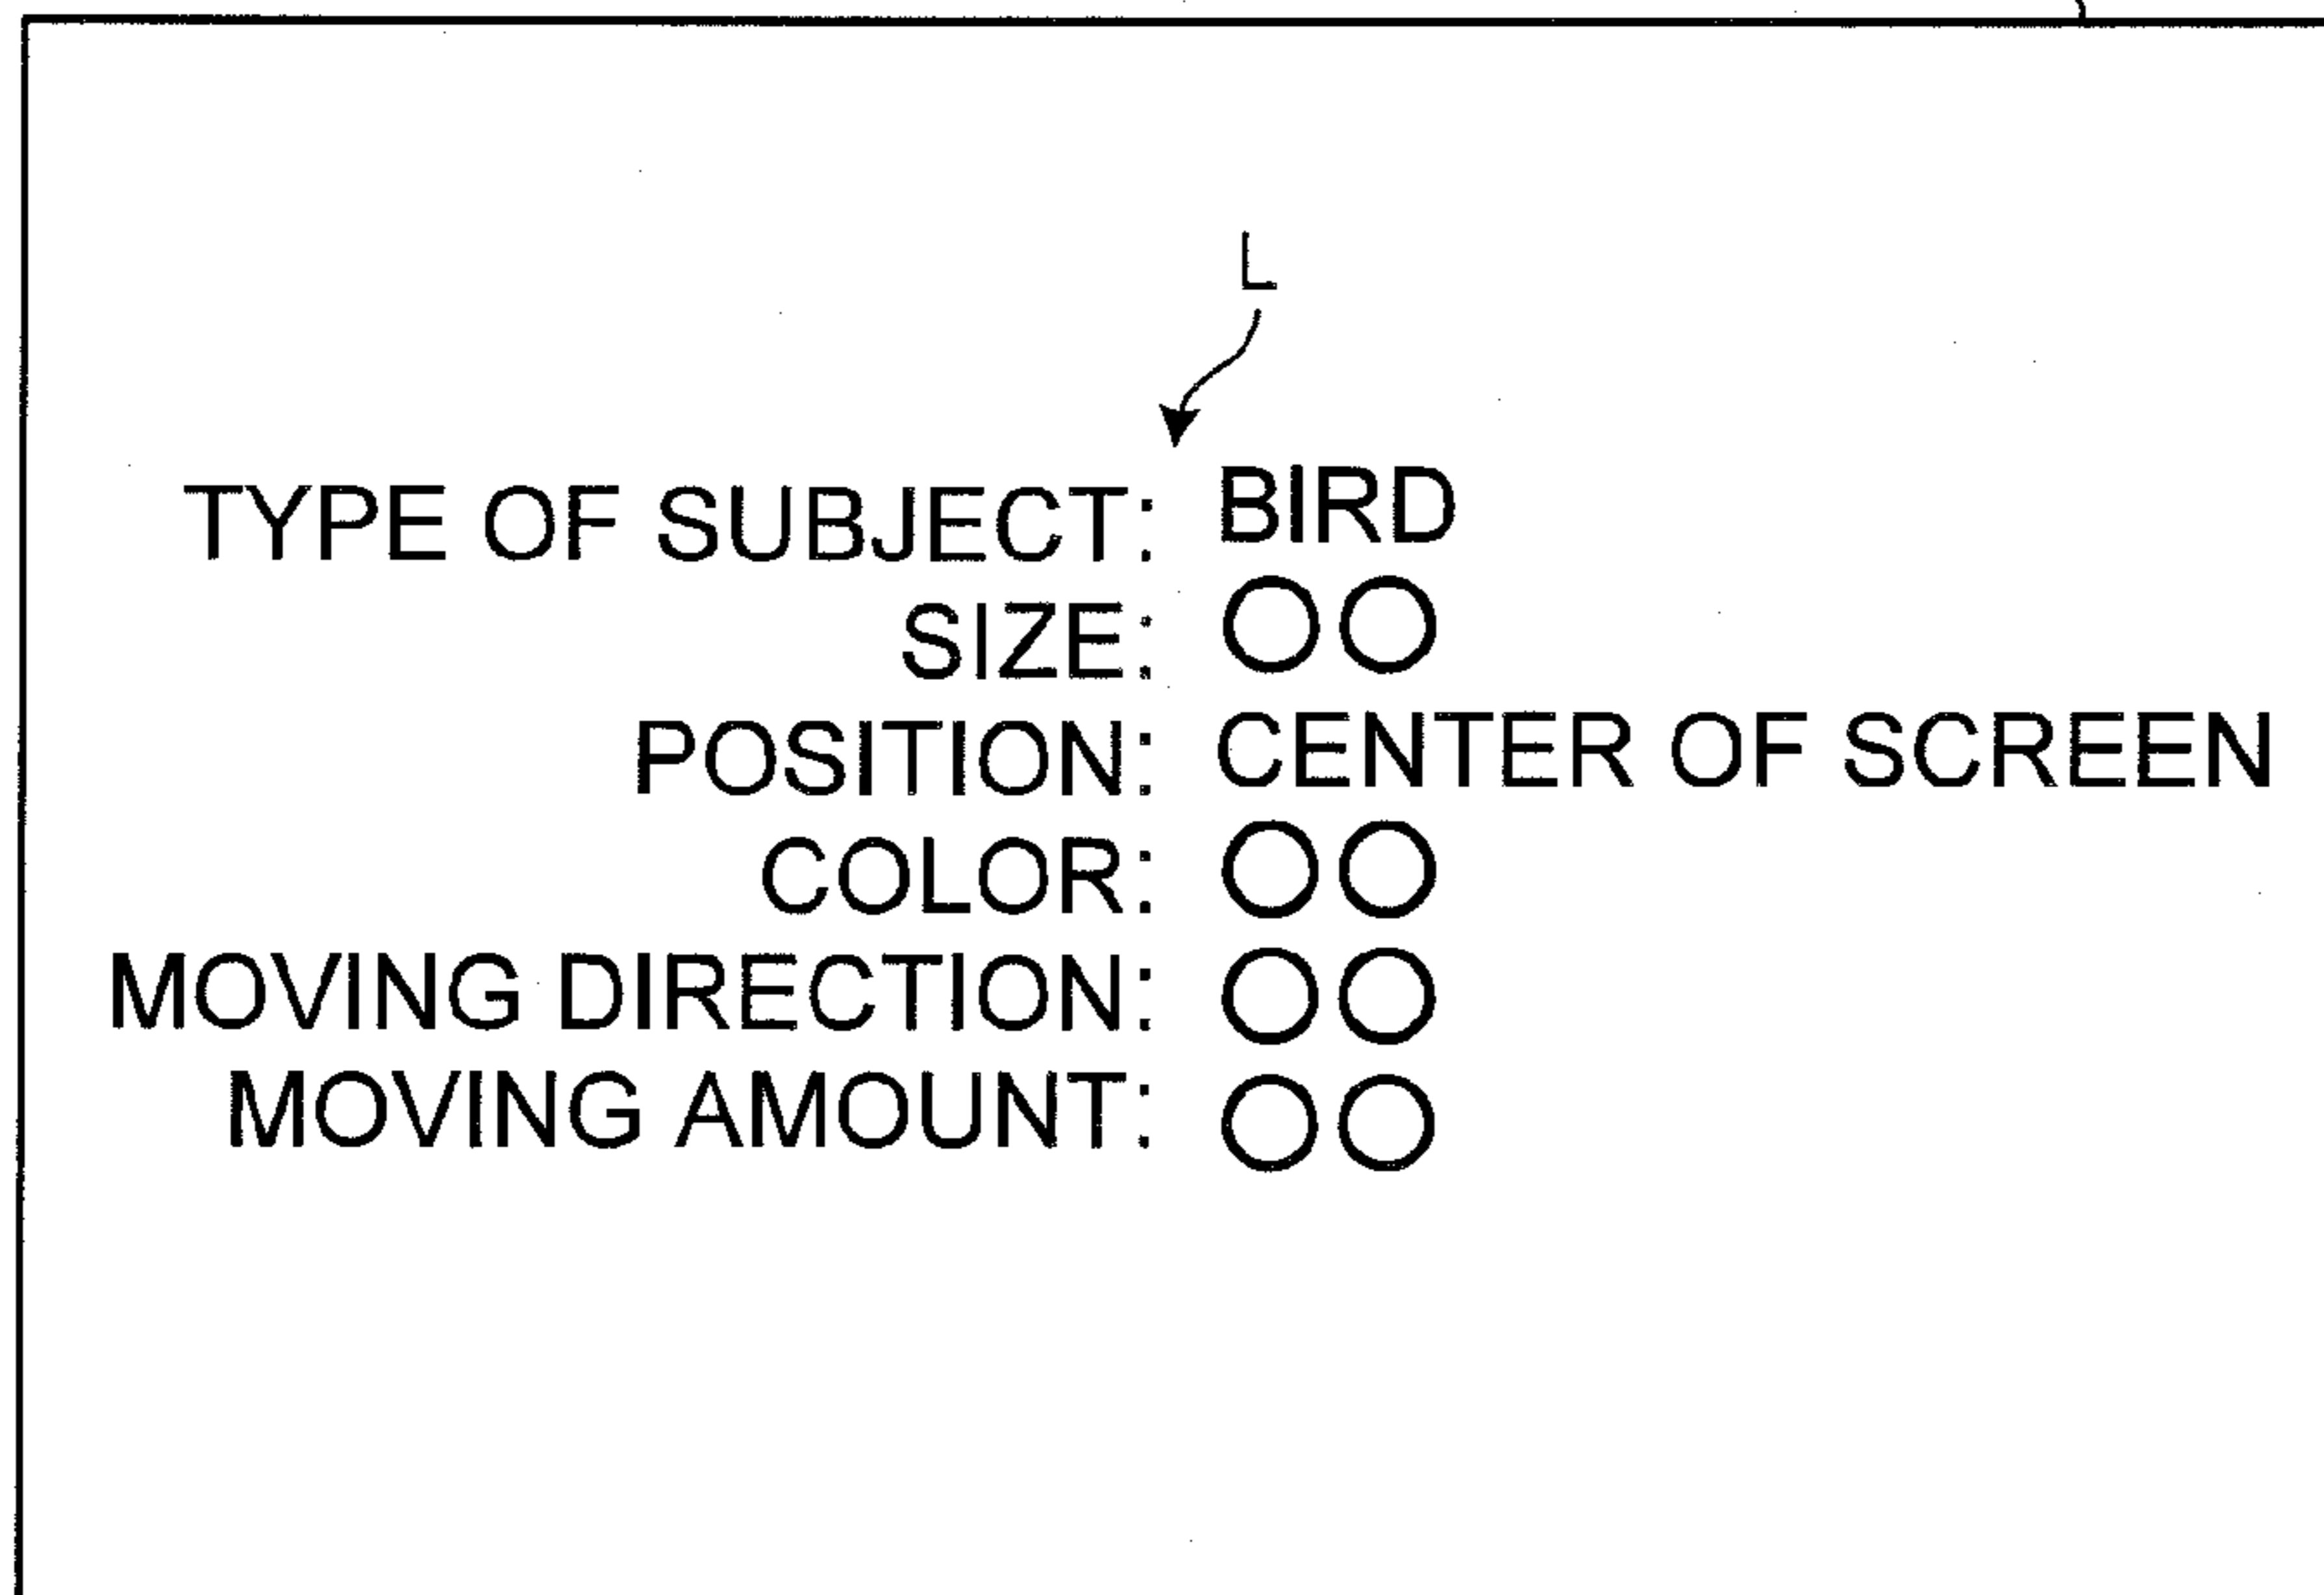 L
TYPE OF SUBJECT: BIRD
SIZE: ○○
POSITION: CENTER OF SCREEN
COLOR: ○○
MOVING DIRECTION: ○○
MOVING AMOUNT: ○○